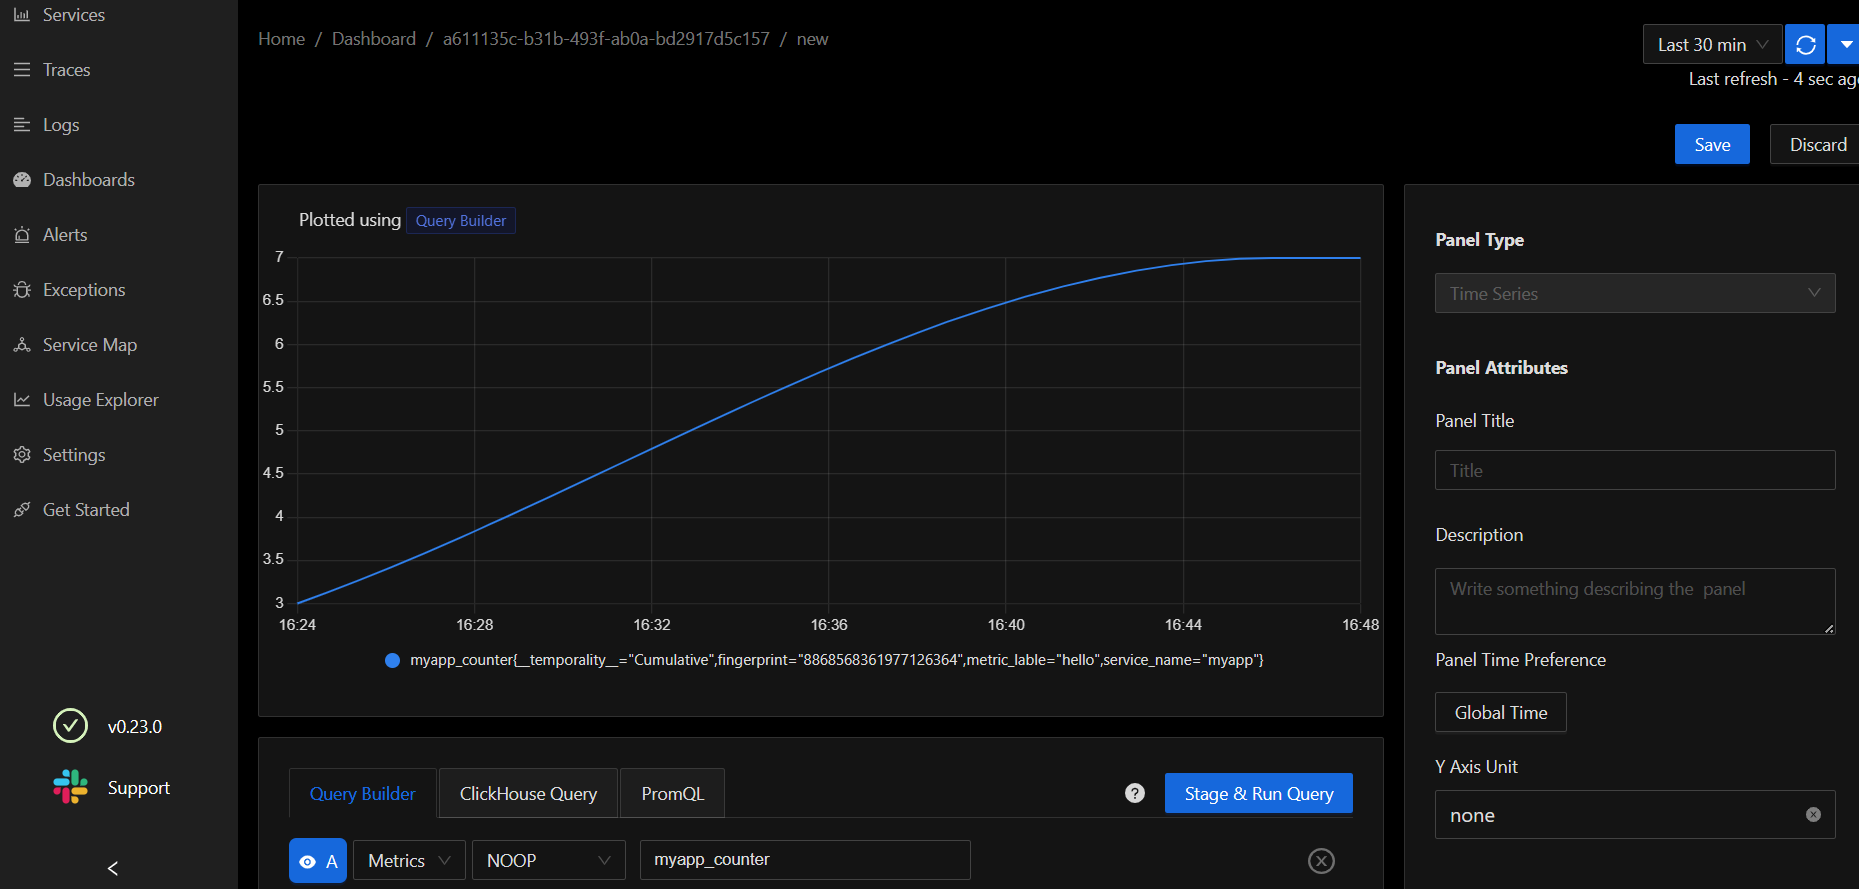 Services
Traces
Logs
Dashboards
Alerts
Exceptions
Service Map
Usage Explorer
Settings
Get Started
v0.23.0
Support
Home / Dashboard / a611135c-b31b-493f-ab0a-bd2917d5c157 / new
Last 30 min
Last refresh - 4 sec ago
Save
Discard
Plotted using Query Builder
7
6.5
6
5.5
5
4.5
4
3.5
3
16:24 16:28 16:32 16:36 16:40 16:44 16:48
myapp_counter{__temporality__="Cumulative",fingerprint="8868568361977126364",metric_lable="hello",service_name="myapp"}
Query Builder
ClickHouse Query
PromQL
?
Stage & Run Query
A
Metrics
NOOP
myapp_counter
Panel Type
Time Series
Panel Attributes
Panel Title
Title
Description
Write something describing the panel
Panel Time Preference
Global Time
Y Axis Unit
none